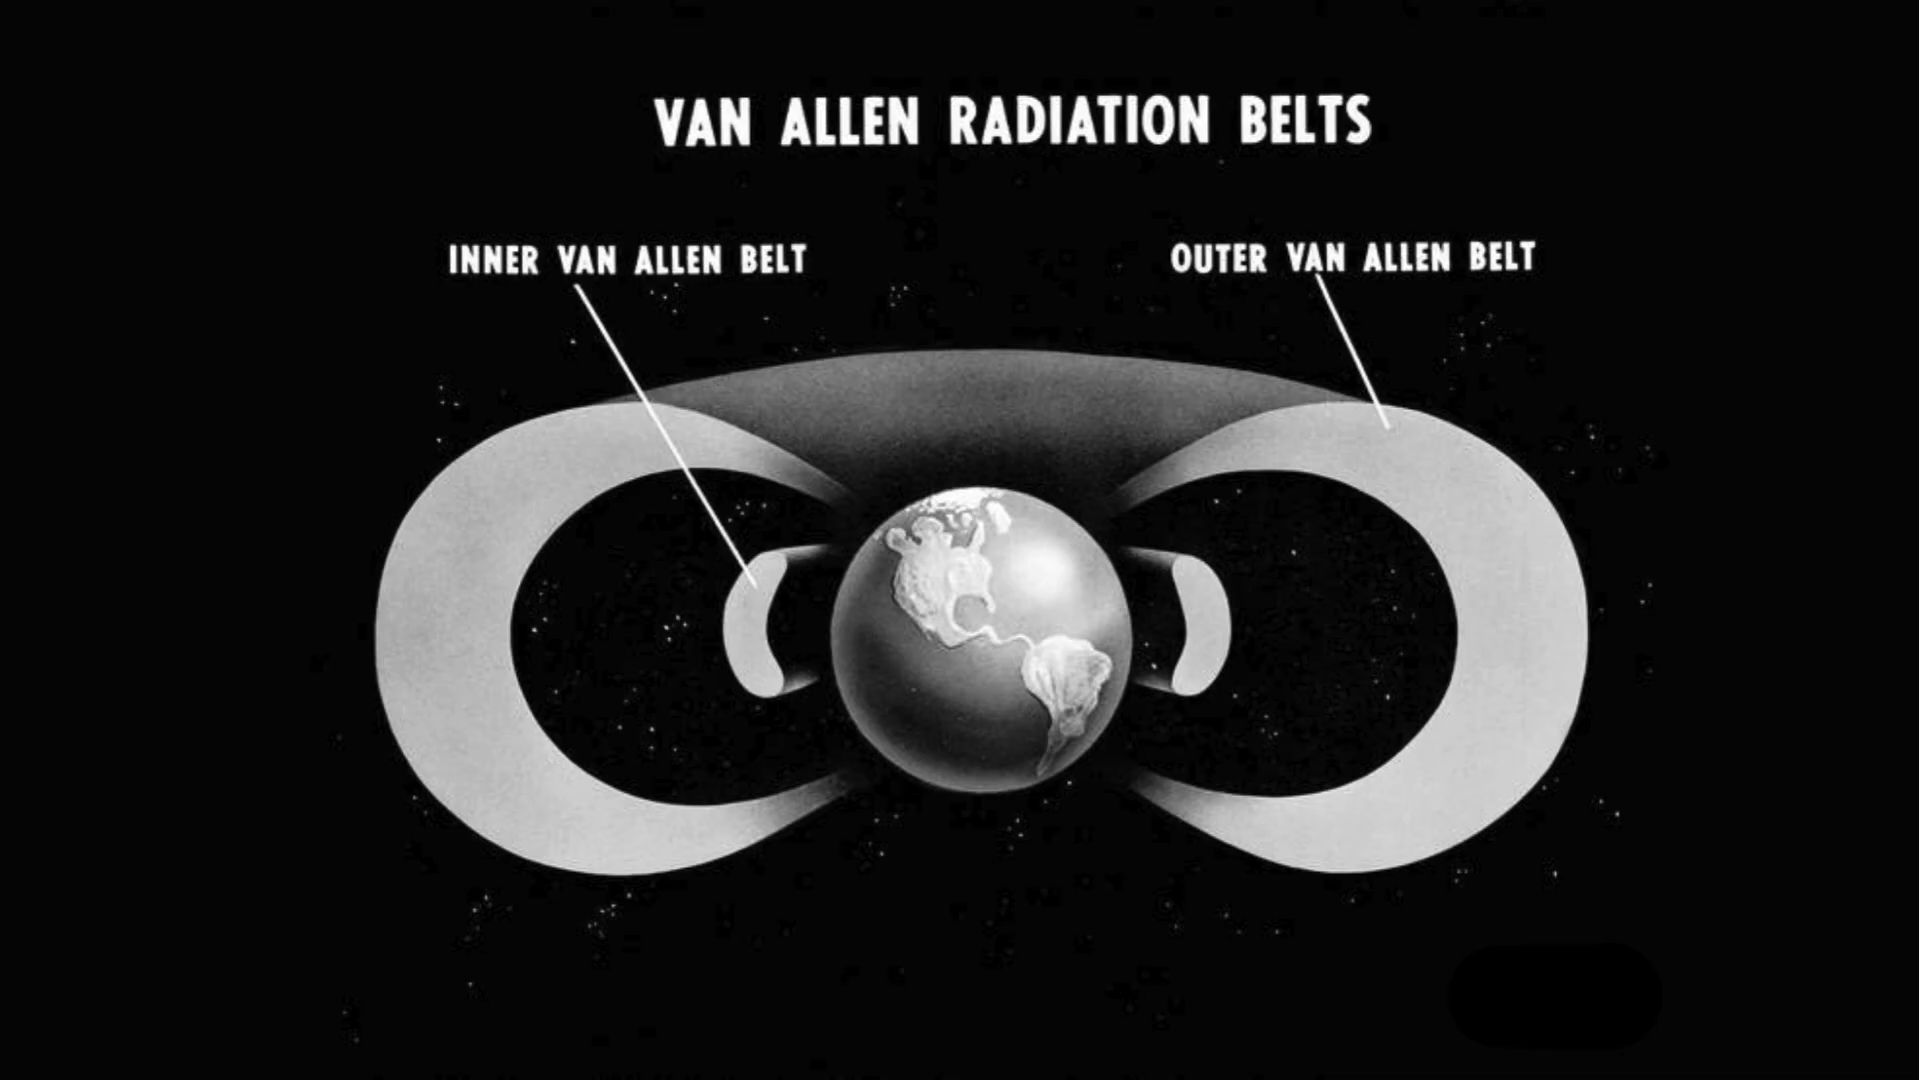 VAN ALLEN RADIATION BELTS
INNER VAN ALLEN BELT
OUTER VAN ALLEN BELT